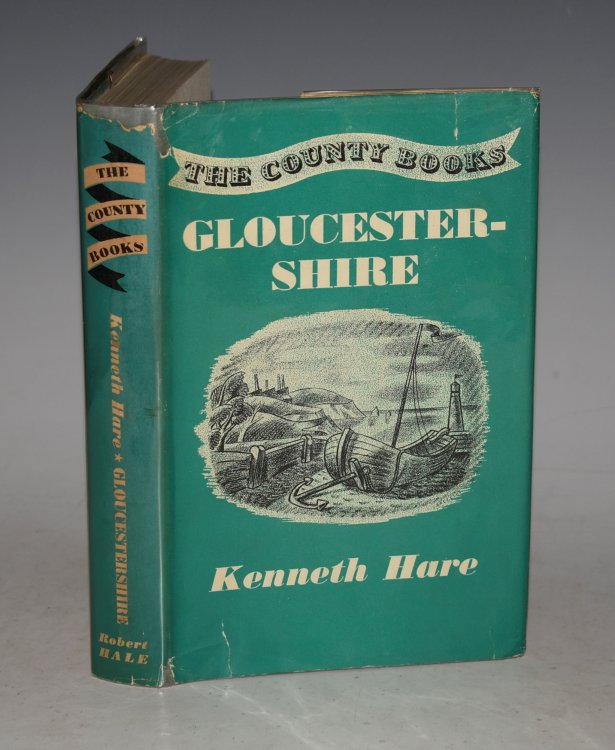 THE COUNTY BOOKS
GLOUCESTER-
SHIRE
Kenneth Hare
THE
COUNTY
BOOKS
Kenneth Hare ★ GLOUCESTERSHIRE
Robert
HALE